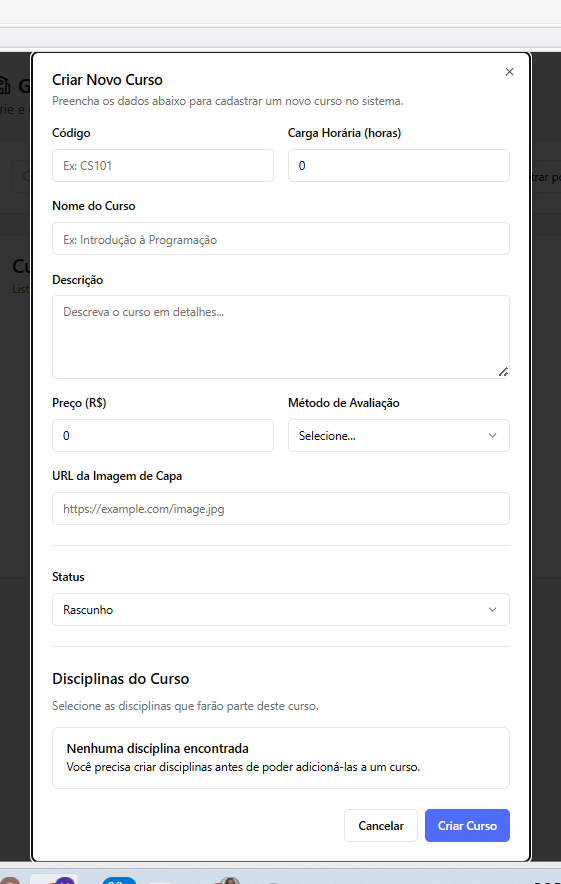 Criar Novo Curso
Preencha os dados abaixo para cadastrar um novo curso no sistema.
Código
Carga Horária (horas)
Ex: CS101
0
Nome do Curso
Ex: Introdução à Programação
Descrição
Descreva o curso em detalhes...
Preço (R$)
Método de Avaliação
0
Selecione...
URL da Imagem de Capa
https://example.com/image.jpg
Status
Rascunho
Disciplinas do Curso
Selecione as disciplinas que farão parte deste curso.
Nenhuma disciplina encontrada
Você precisa criar disciplinas antes de poder adicioná-las a um curso.
Cancelar
Criar Curso